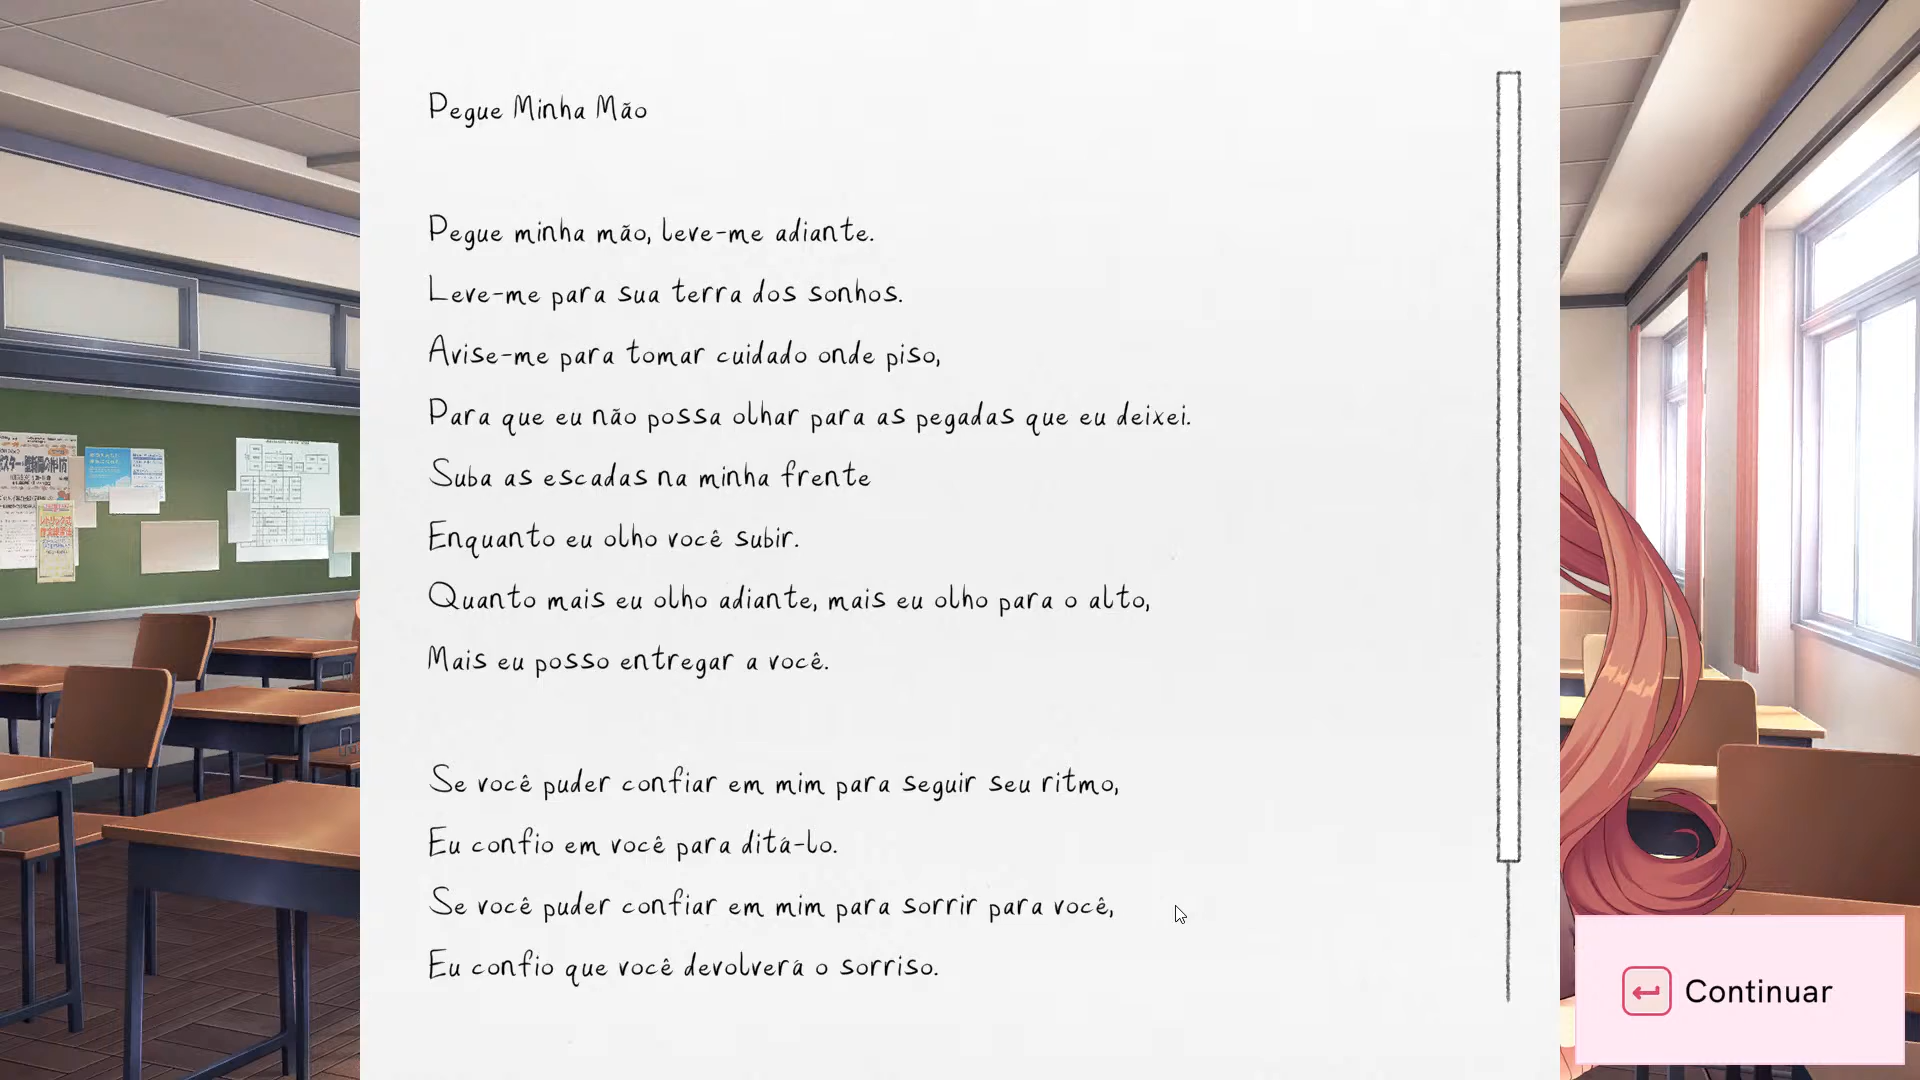 Pegue Minha Mão
Pegue minha mão, leve-me adiante.
Leve-me para sua terra dos sonhos.
Avise-me para tomar cuidado onde piso,
Para que eu não possa olhar para as pegadas que eu deixei.
Suba as escadas na minha frente
Enquanto eu olho você subir.
Quanto mais eu olho adiante, mais eu olho para o alto,
Mais eu posso entregar a você.
Se você puder confiar em mim para seguir seu ritmo,
Eu confio em você para ditá-lo.
Se você puder confiar em mim para sorrir para você,
Eu confio que você devolverá o sorriso.
Continuar